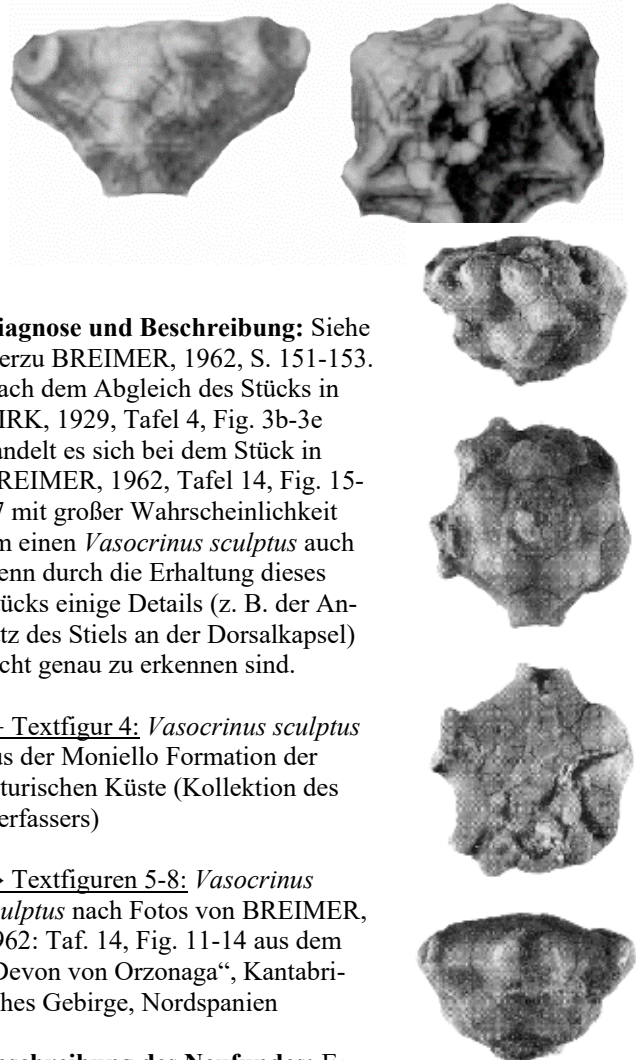 iagnose und Beschreibung: Siehe
erzu BREIMER, 1962, S. 151-153.
ach dem Abgleich des Stücks in
IRK, 1929, Tafel 4, Fig. 3b-3e
andelt es sich bei dem Stück in
REIMER, 1962, Tafel 14, Fig. 15-
7 mit großer Wahrscheinlichkeit
m einen Vasocrinus sculptus auch
enn durch die Erhaltung dieses
ücks einige Details (z. B. der An-
tz des Stiels an der Dorsalkapsel)
cht genau zu erkennen sind.
- Textfigur 4: Vasocrinus sculptus
us der Moniello Formation der
turischen Küste (Kollektion des
erfassers)
Textfiguren 5-8: Vasocrinus
ulptus nach Fotos von BREIMER,
962: Taf. 14, Fig. 11-14 aus dem
Devon von Orzonaga“, Kantabri-
hes Gebirge, Nordspanien
eschreibung des Neufundes: